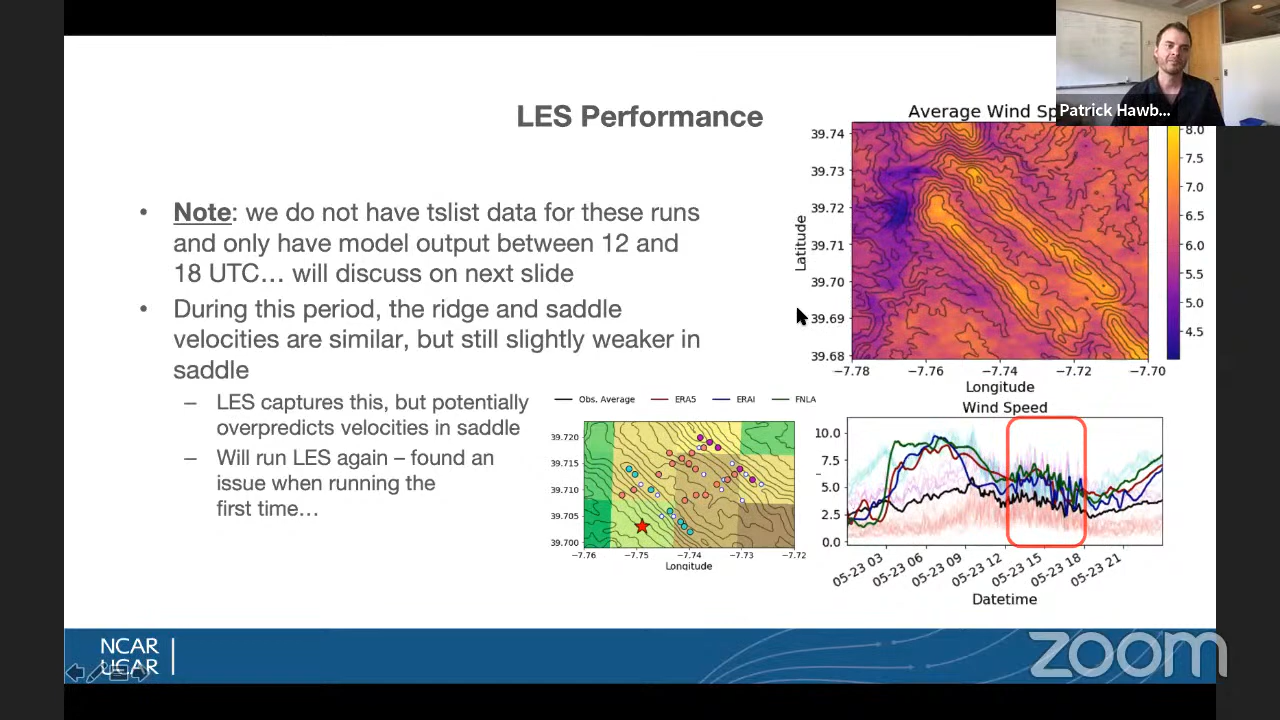 Patrick Hawb...
LES Performance
Average Wind Sp
• Note: we do not have tslist data for these runs
and only have model output between 12 and
18 UTC… will discuss on next slide
• During this period, the ridge and saddle
velocities are similar, but still slightly weaker in
saddle
– LES captures this, but potentially
overpredicts velocities in saddle
– Will run LES again – found an
issue when running the
first time…
39.74
39.73
39.72
39.71
39.70
39.69
39.68
Latitude
−7.78 −7.76 −7.74 −7.72 −7.70
Longitude
8.0
7.5
7.0
6.5
6.0
5.5
5.0
4.5
Obs, Average ERA5 ERAI FNLA
39.720
39.715
39.710
39.705
39.700
−7.76 −7.75 −7.74 −7.73 −7.72
Longitude
Wind Speed
10.0
7.5
5.0
2.5
0.0
05-23 03 05-23 06 05-23 09 05-23 12 05-23 15 05-23 18 05-23 21
Datetime
NCAR
UCAR
zoom